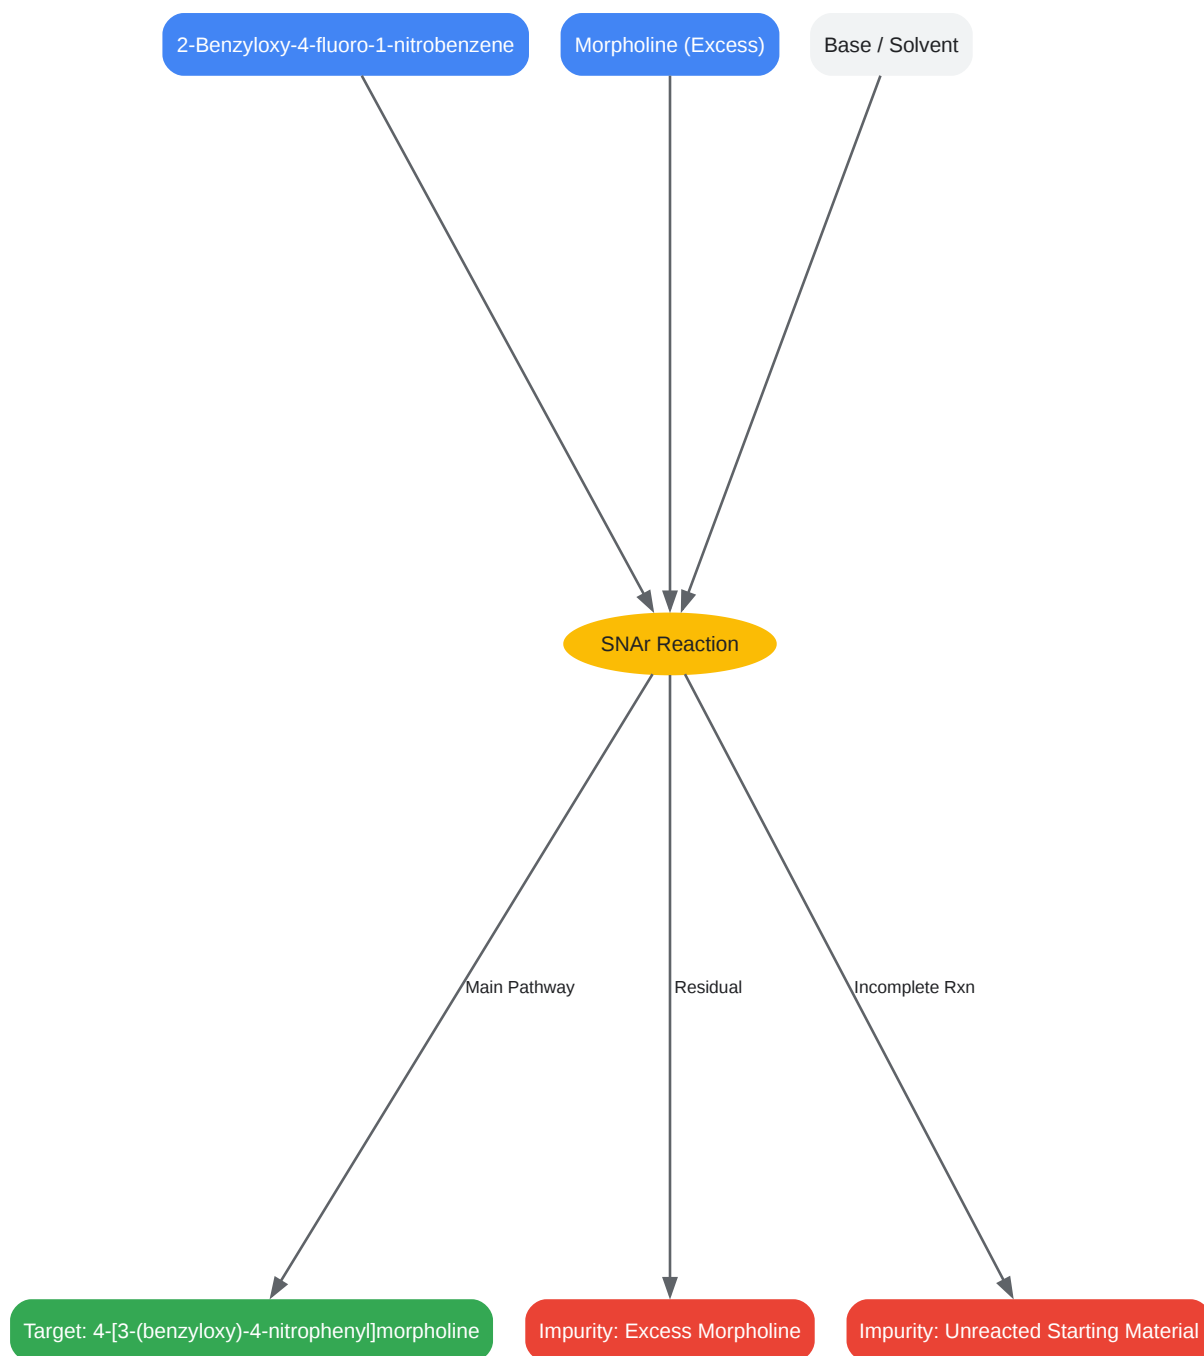 2-Benzyloxy-4-fluoro-1-nitrobenzene
Morpholine (Excess)
Base / Solvent
SNAr Reaction
Main Pathway
Residual
Incomplete Rxn
Target: 4-[3-(benzyloxy)-4-nitrophenyl]morpholine
Impurity: Excess Morpholine
Impurity: Unreacted Starting Material